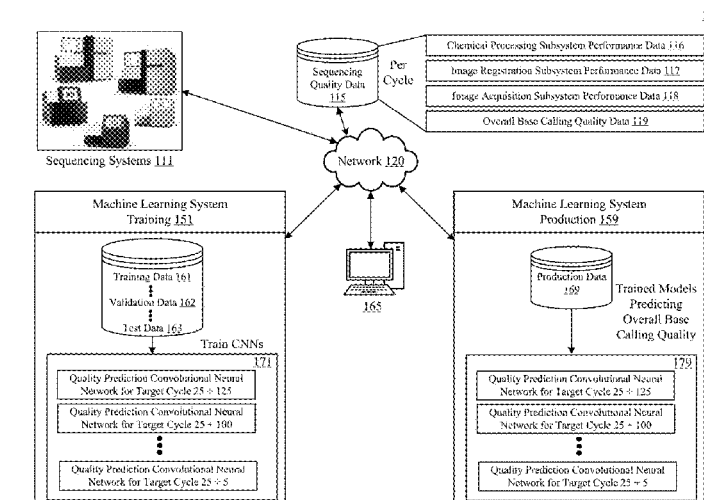 Sequencing Systems 111
Sequencing
Quality Data
115
Per
Cycle
Chemical Processing Subsystem Performance Data 116
Image Registration Subsystem Performance Data 117
Image Acquisition Subsystem Performance Data 118
Overall Base Calling Quality Data 119
Network 120
Machine Learning System
Training 151
Training Data 161
Validation Data 162
Test Data 163
Train CNNs
171
Quality Prediction Convolutional Neural
Network for Target Cycle 25 + 125
Quality Prediction Convolutional Neural
Network for Target Cycle 25 + 100
Quality Prediction Convolutional Neural
Network for Target Cycle 25 + 5
165
Machine Learning System
Production 159
Production Data
169
Trained Models
Predicting
Overall Base
Calling Quality
179
Quality Prediction Convolutional Neural
Network for Target Cycle 25 + 125
Quality Prediction Convolutional Neural
Network for Target Cycle 25 + 100
Quality Prediction Convolutional Neural
Network for Target Cycle 25 + 5